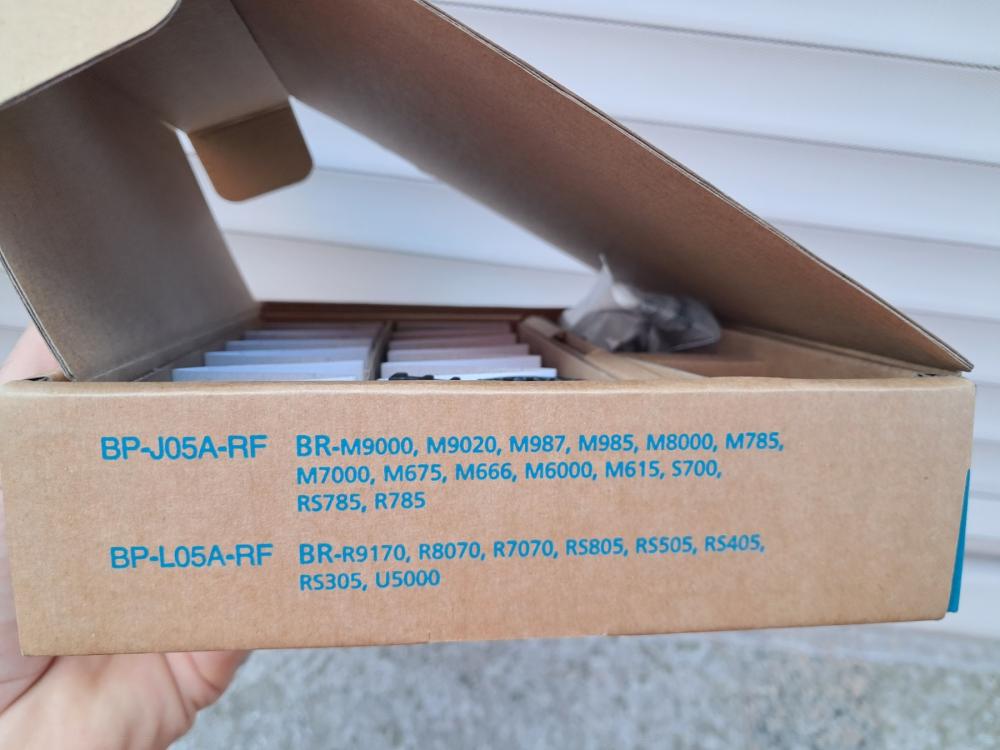 BP-J05A-RF BR-M9000, M9020, M987, M985, M8000, M785,
M7000, M675, M666, M6000, M615, S700,
RS785, R785
BP-L05A-RF BR-R9170, R8070, R7070, RS805, RS505, RS405,
RS305, U5000